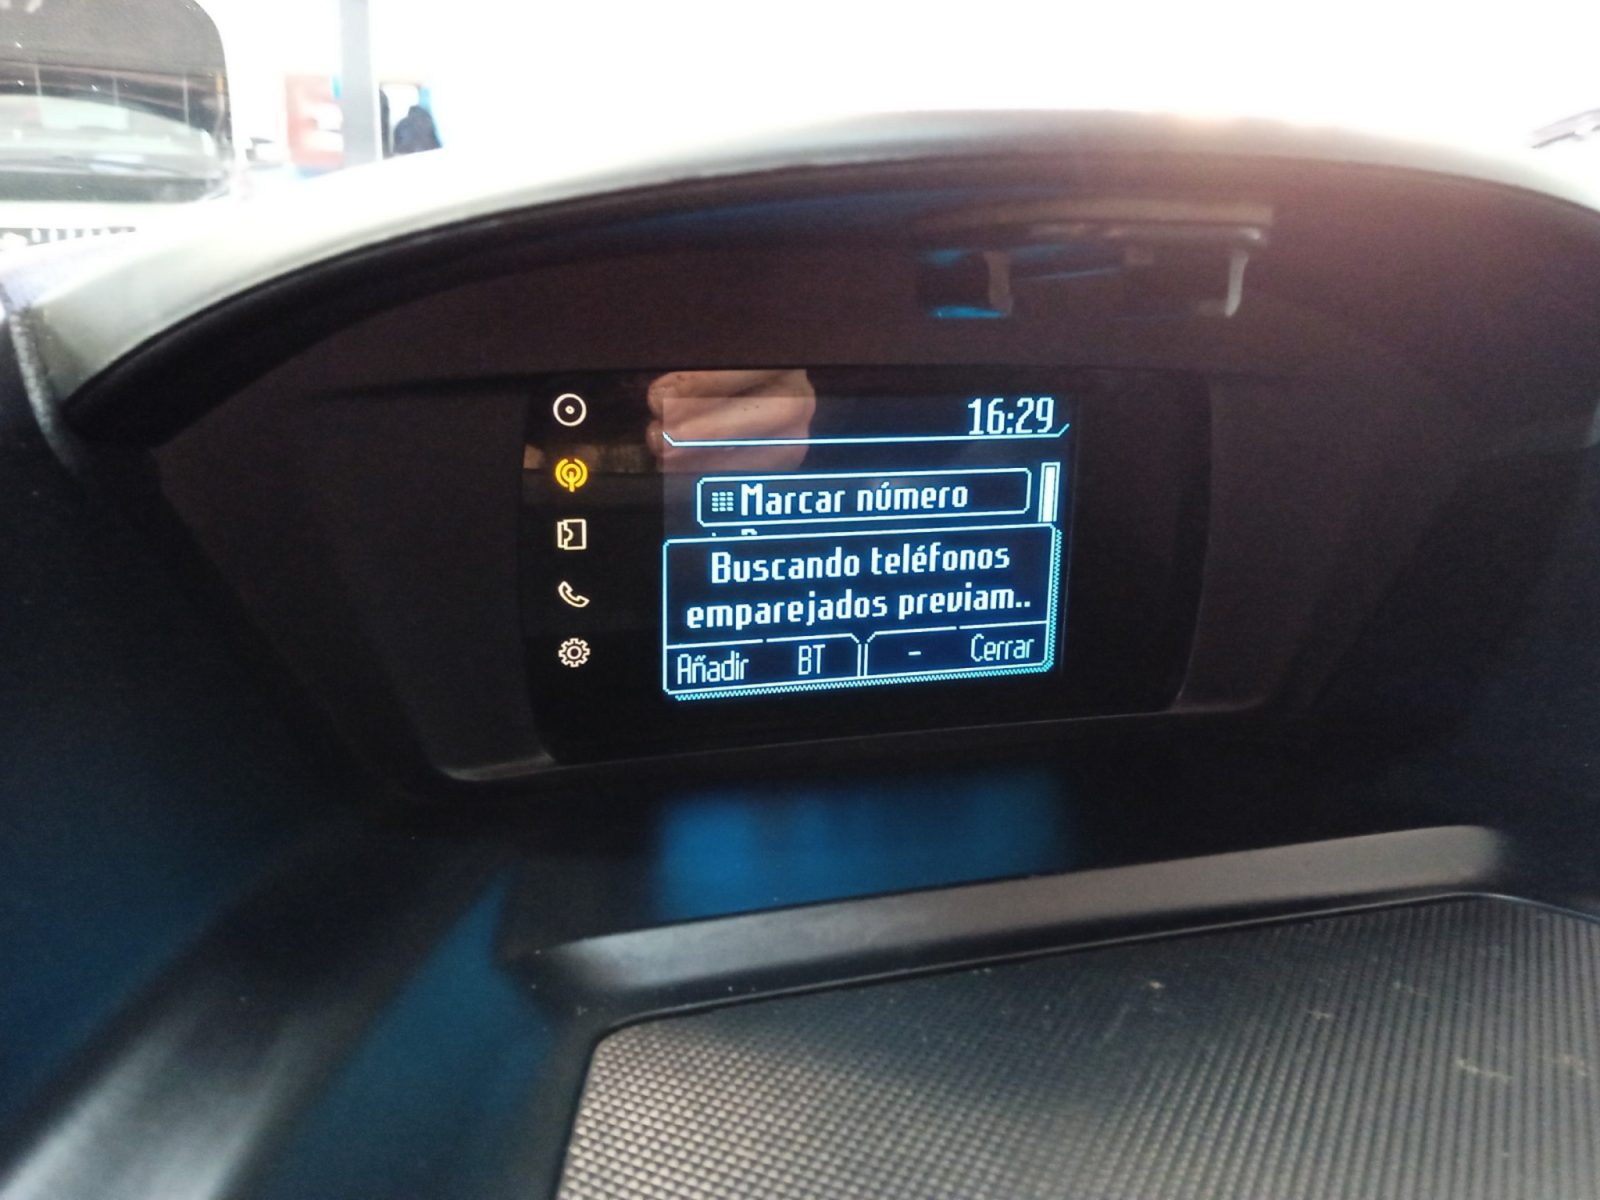 16:29
Marcar número
Buscando teléfonos
emparejados previam..
Añadir BT - Cerrar